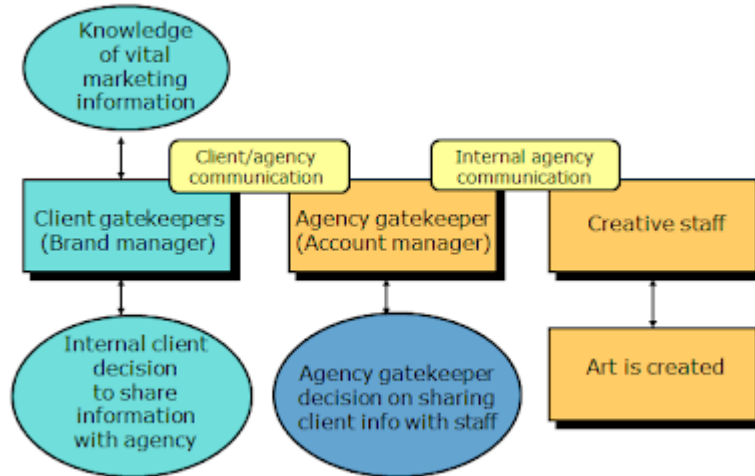 Knowledge
of vital
marketing
information
Client/agency
communication
Internal agency
communication
Client gatekeepers
(Brand manager)
Agency gatekeeper
(Account manager)
Creative staff
Internal client
decision
to share
information
with agency
Agency gatekeeper
decision on sharing
client info with staff
Art is created